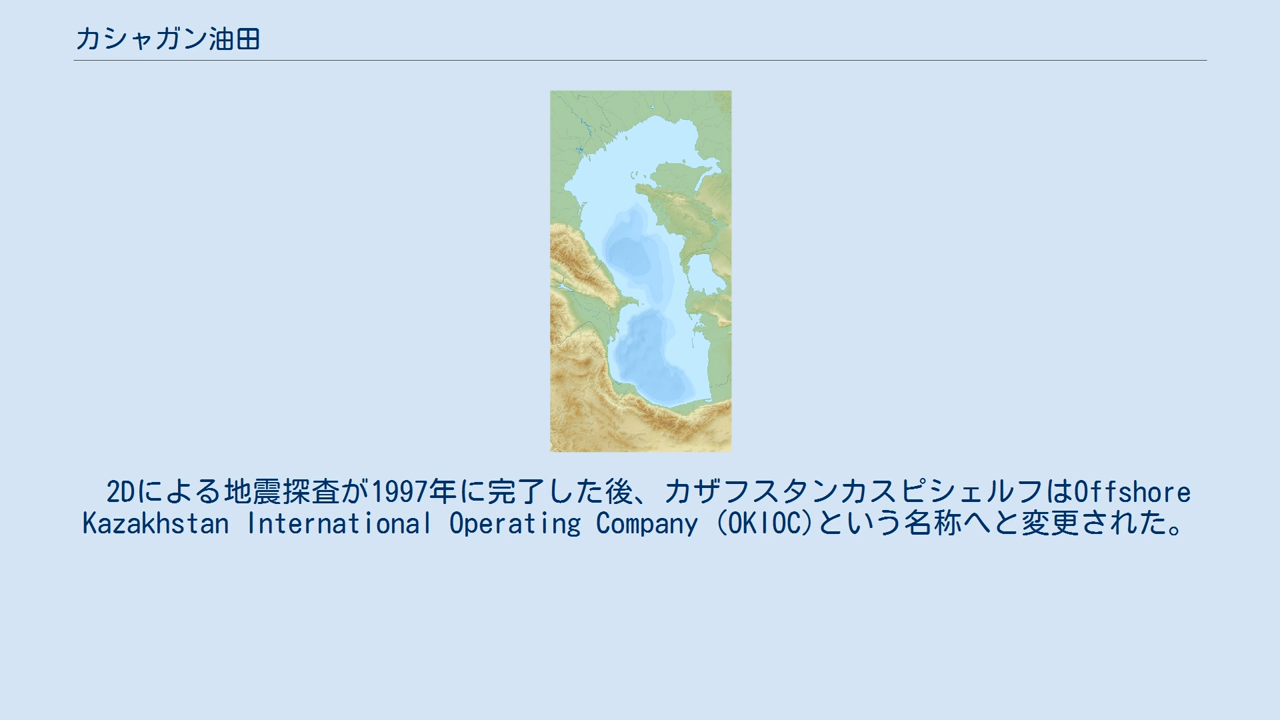 カシャガン油田
2Dによる地震探査が1997年に完了した後、カザフスタンカスピシェルフはOffshore
Kazakhstan International Operating Company (OKIOC)という名称へと変更された。